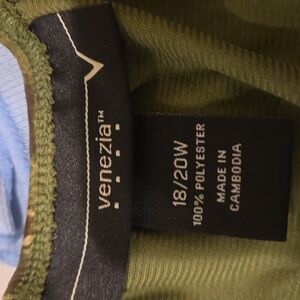 venezia™
18/20W
100% POLYESTER
MADE IN
CAMBODIA